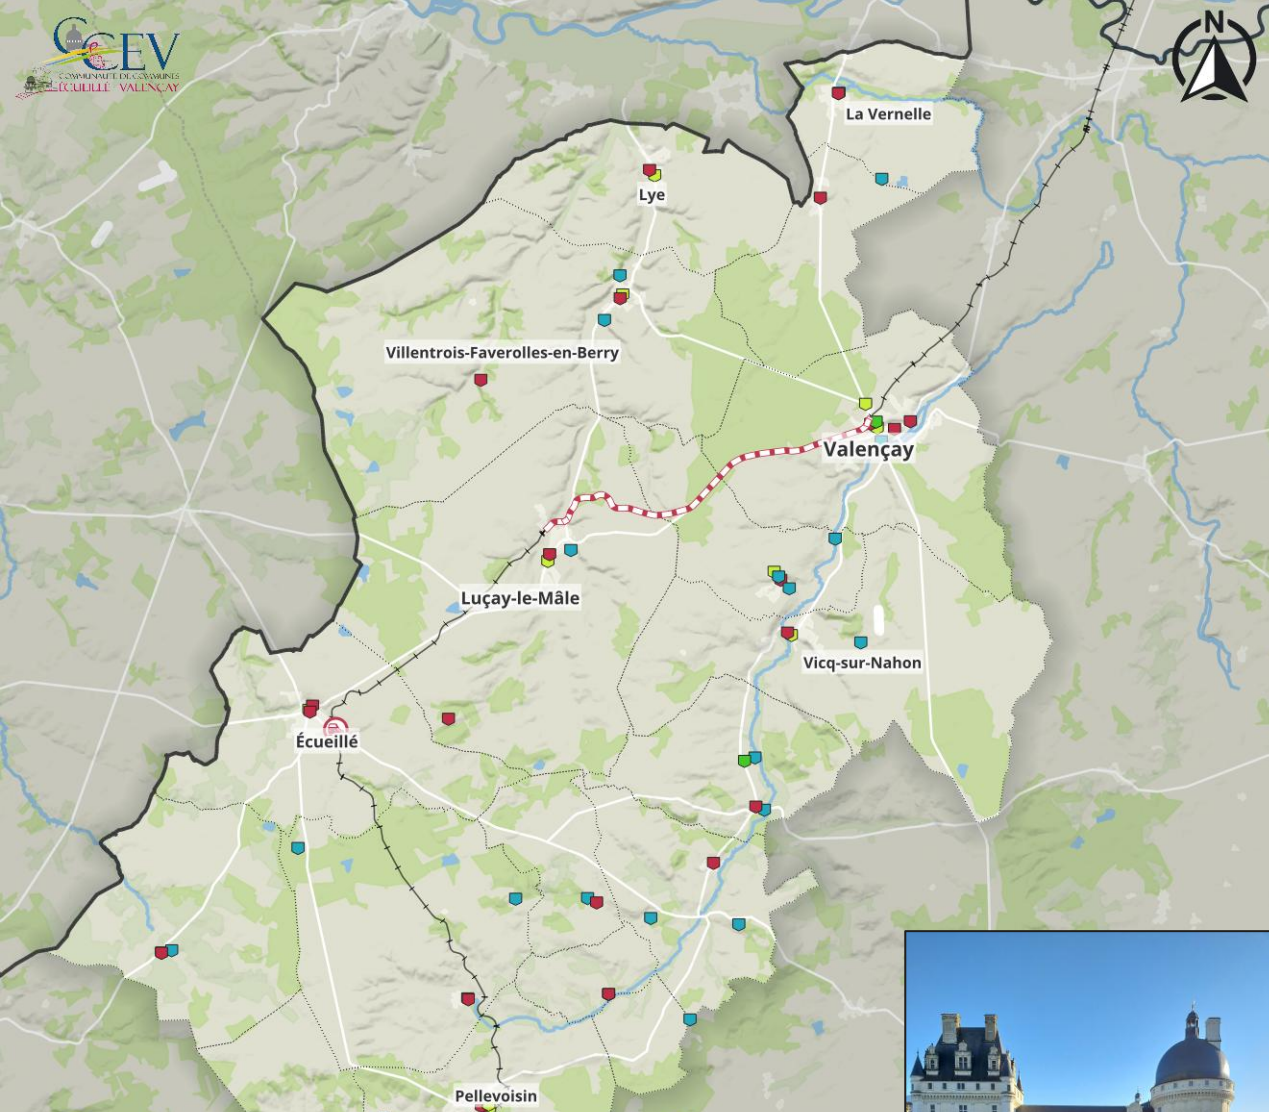 CCEV
COMMUNAUTÉ DE COMMUNES
ÉCUEILLÉ - VALENÇAY
N
La Vernelle
Lye
Villentrois-Faverolles-en-Berry
Valençay
Luçay-le-Mâle
Vicq-sur-Nahon
Écueillé
Pellevoisin